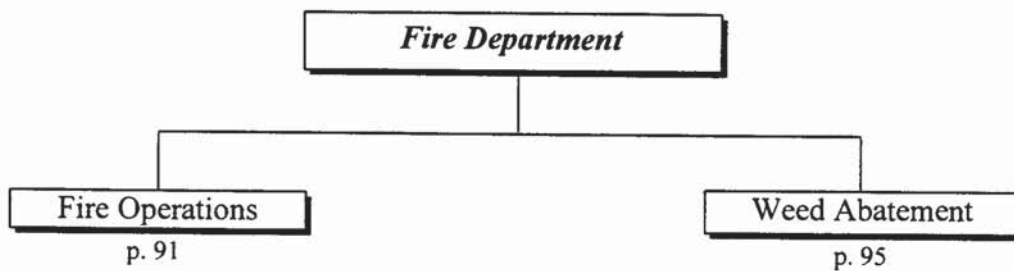 Fire Department
Fire Operations
p. 91
Weed Abatement
p. 95